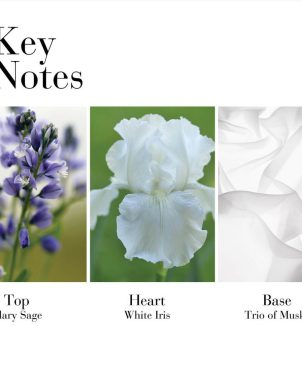 Key
Notes
Top
Heart
Base
lary Sage
White Iris
Trio of Musk